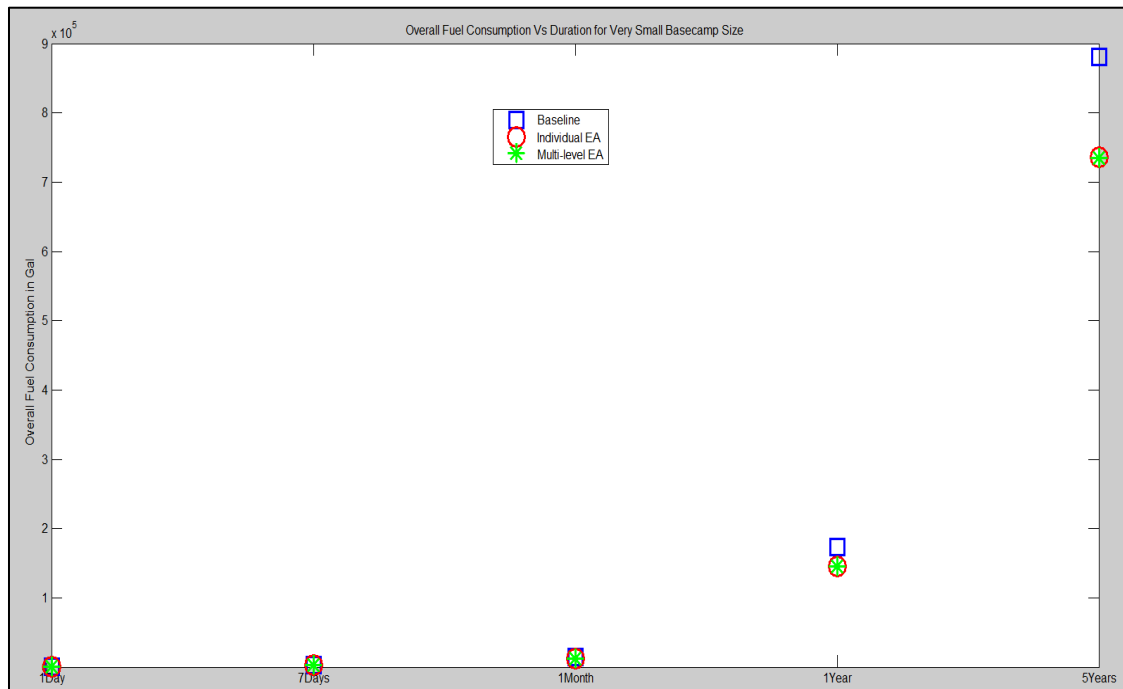 Overall Fuel Consumption Vs Duration for Very Small Basecamp Size
x 10^5
9
8
7
6
5
4
3
2
1
Overall Fuel Consumption in Gal
Baseline
Individual EA
Multi-level EA
1Day 7Days 1Month 1Year 5Years